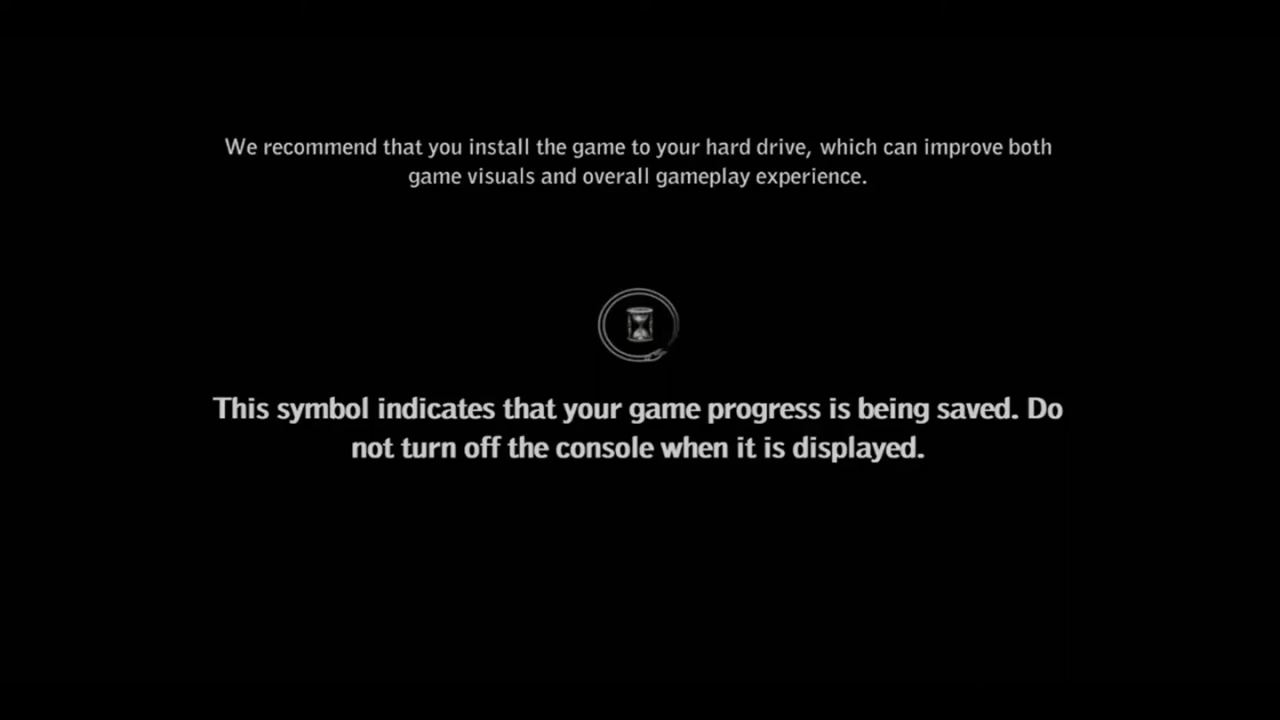 We recommend that you install the game to your hard drive, which can improve both
game visuals and overall gameplay experience.
This symbol indicates that your game progress is being saved. Do
not turn off the console when it is displayed.